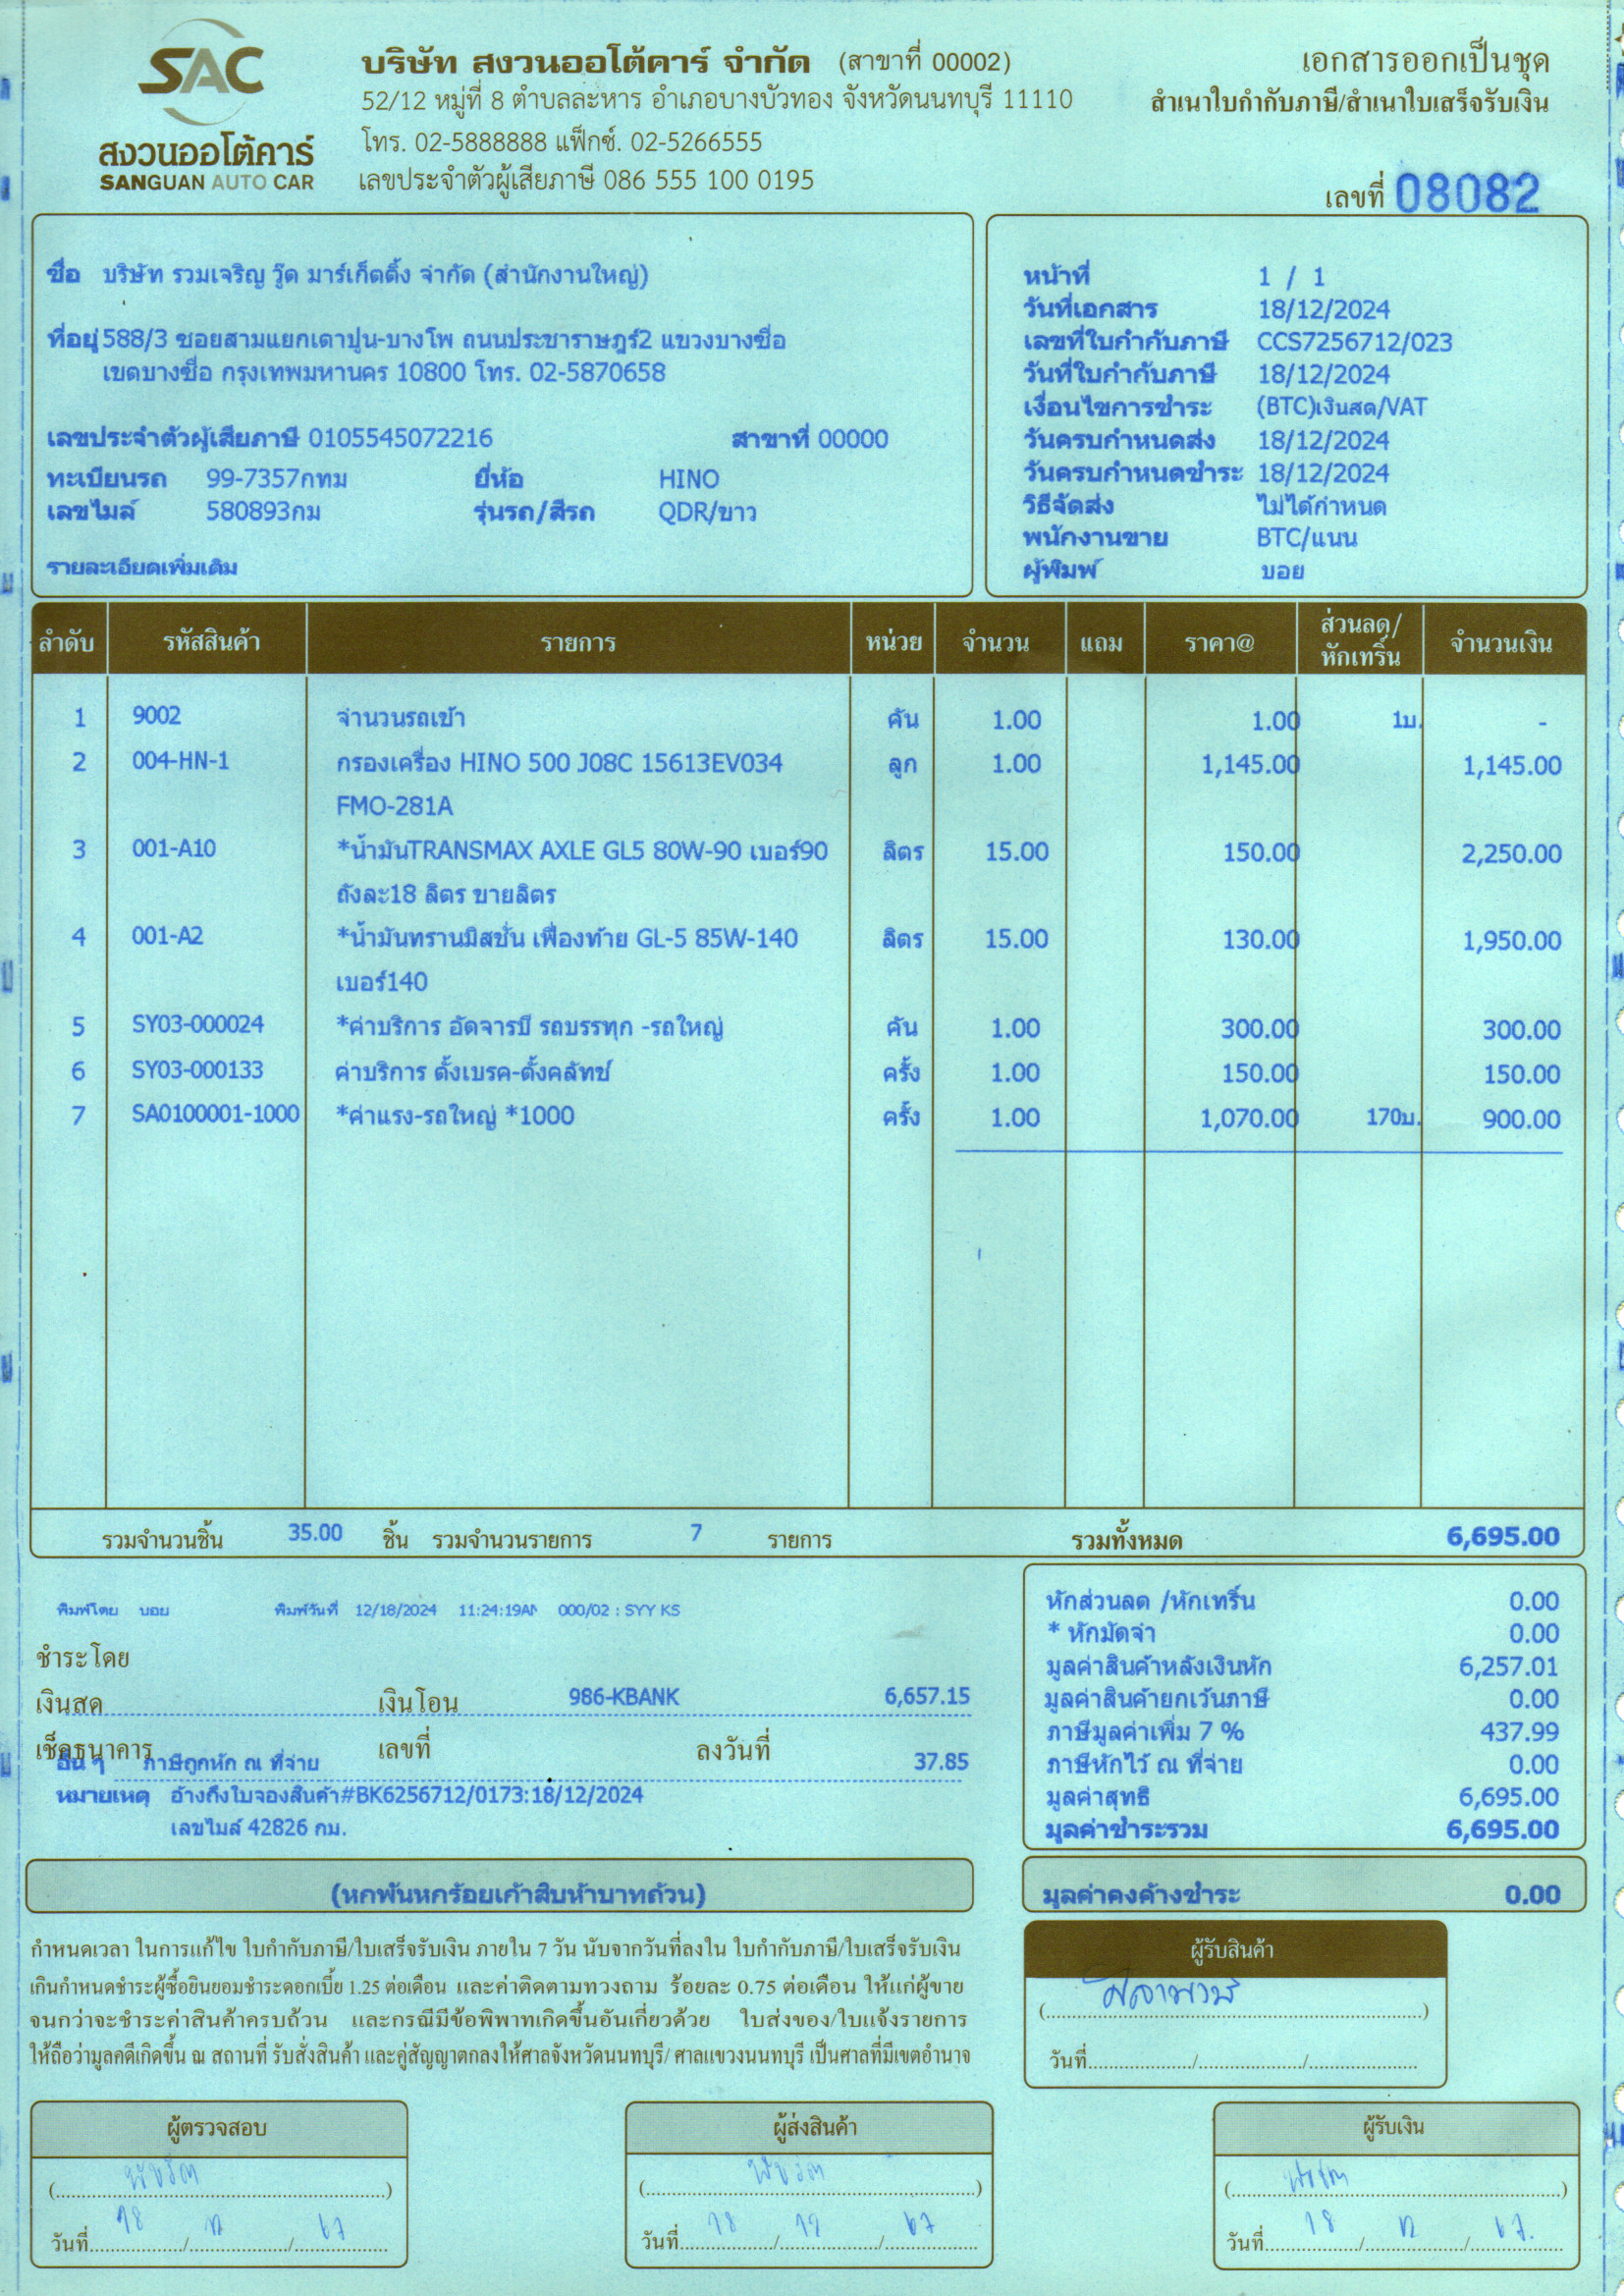 SAC
สงวนออโต้คาร์
SANGUAN AUTO CAR
บริษัท สงวนออโต้คาร์ จำกัด (สาขาที่ 00002)
52/12 หมู่ที่ 8 ตำบลละหาร อำเภอบางบัวทอง จังหวัดนนทบุรี 11110
โทร. 02-5888888 แฟ็กซ์. 02-5266555
เลขประจำตัวผู้เสียภาษี 086 555 100 0195
เอกสารออกเป็นชุด
สำเนาใบกำกับภาษี/สำเนาใบเสร็จรับเงิน
เลขที่ 08082
ชื่อ บริษัท รวมเจริญ วู๊ด มาร์เก็ตติ้ง จำกัด (สำนักงานใหญ่)
ที่อยู่ 588/3 ซอยสามแยกเตาปูน-บางโพ ถนนประชาราษฎร์2 แขวงบางซื่อ
เขตบางซื่อ กรุงเทพมหานคร 10800 โทร. 02-5870658
เลขประจำตัวผู้เสียภาษี 0105545072216 สาขาที่ 00000
ทะเบียนรถ 99-7357กทม ยี่ห้อ HINO
เลขไมล์ 580893กม รุ่นรถ/สีรถ QDR/ขาว
รายละเอียดเพิ่มเติม
หน้าที่ 1 / 1
วันที่เอกสาร 18/12/2024
เลขที่ใบกำกับภาษี CCS7256712/023
วันที่ใบกำกับภาษี 18/12/2024
เงื่อนไขการชำระ (BTC)เงินสด/VAT
วันครบกำหนดส่ง 18/12/2024
วันครบกำหนดชำระ 18/12/2024
วิธีจัดส่ง ไม่ได้กำหนด
พนักงานขาย BTC/แนน
ผู้พิมพ์ บอย
ลำดับ รหัสสินค้า รายการ หน่วย จำนวน แถม ราคา@ ส่วนลด/หักเทริ์น จำนวนเงิน
1 9002 จำนวนรถเข้า คัน 1.00 1.00 1บ. -
2 004-HN-1 กรองเครื่อง HINO 500 J08C 15613EV034 ลูก 1.00 1,145.00 1,145.00
FMO-281A
3 001-A10 *น้ำมันTRANSMAX AXLE GL5 80W-90 เบอร์90 ลิตร 15.00 150.00 2,250.00
ถังละ18 ลิตร ขายลิตร
4 001-A2 *น้ำมันทรานมิสชั่น เฟืองท้าย GL-5 85W-140 ลิตร 15.00 130.00 1,950.00
เบอร์140
5 SY03-000024 *ค่าบริการ อัดจารบี รถบรรทุก -รถใหญ่ คัน 1.00 300.00 300.00
6 SY03-000133 ค่าบริการ ตั้งเบรค-ตั้งคลัทช์ ครั้ง 1.00 150.00 150.00
7 SA0100001-1000 *ค่าแรง-รถใหญ่ *1000 ครั้ง 1.00 1,070.00 170บ. 900.00
รวมจำนวนชิ้น 35.00 ชิ้น รวมจำนวนรายการ 7 รายการ รวมทั้งหมด 6,695.00
พิมพ์โดย บอย พิมพ์วันที่ 12/18/2024 11:24:19AM 000/02 : SYY KS
ชำระโดย
เงินสด เงินโอน 986-KBANK 6,657.15
เช็คธนาคาร เลขที่ ลงวันที่
อื่น ๆ ภาษีถูกหัก ณ ที่จ่าย 37.85
หมายเหตุ อ้างถึงใบจองสินค้า#BK6256712/0173:18/12/2024
เลขไมล์ 42826 กม.
หักส่วนลด /หักเทริ์น 0.00
* หักมัดจำ 0.00
มูลค่าสินค้าหลังเงินหัก 6,257.01
มูลค่าสินค้ายกเว้นภาษี 0.00
ภาษีมูลค่าเพิ่ม 7 % 437.99
ภาษีหักไว้ ณ ที่จ่าย 0.00
มูลค่าสุทธิ 6,695.00
มูลค่าชำระรวม 6,695.00
(หกพันหกร้อยเก้าสิบห้าบาทถ้วน)
มูลค่าคงค้างชำระ 0.00
กำหนดเวลา ในการแก้ไข ใบกำกับภาษี/ใบเสร็จรับเงิน ภายใน 7 วัน นับจากวันที่ลงใน ใบกำกับภาษี/ใบเสร็จรับเงิน
เกินกำหนดชำระผู้ซื้อยินยอมชำระดอกเบี้ย 1.25 ต่อเดือน และค่าติดตามทวงถาม ร้อยละ 0.75 ต่อเดือน ให้แก่ผู้ขาย
จนกว่าจะชำระค่าสินค้าครบถ้วน และกรณีมีข้อพิพาทเกิดขึ้นอันเกี่ยวด้วย ใบส่งของ/ใบแจ้งรายการ
ให้ถือว่ามูลคดีเกิดขึ้น ณ สถานที่ รับสั่งสินค้า และคู่สัญญาตกลงให้ศาลจังหวัดนนทบุรี/ ศาลแขวงนนทบุรี เป็นศาลที่มีเขตอำนาจ
ผู้รับสินค้า
วันที่ / /
ผู้ตรวจสอบ
วันที่ 18 / 12 / 67
ผู้ส่งสินค้า
วันที่ 18 / 12 / 67
ผู้รับเงิน
วันที่ 18 / 12 / 67.